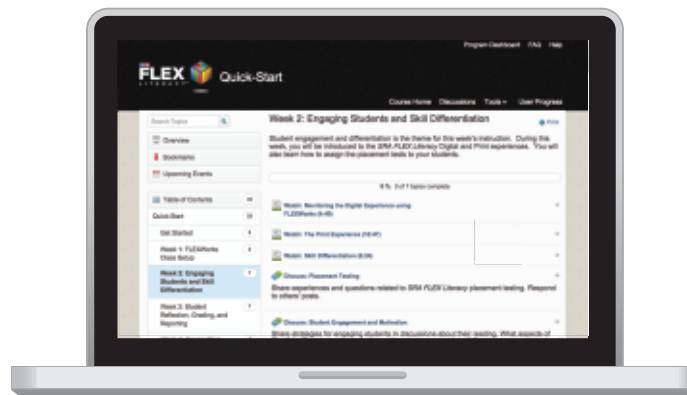 Program Dashboard FAQ Help
FLEX
LITERACY
Quick-Start
Course Home Discussions Tools User Progress
Search Topics
Week 2: Engaging Students and Skill Differentiation
Print
Overview
Bookmarks
Upcoming Events
Student engagement and differentiation is the theme for this week's instruction. During this
week, you will be introduced to the SRA FLEX Literacy Digital and Print experiences. You will
also learn how to assign the placement tests to your students.
0 of 7 topics complete
Table of Contents
Quick-Start
Get Started
Week 1: FLEXWorks
Class Setup
Week 2: Engaging
Students and Skill
Differentiation
Week 3: Student
Reflection, Grading, and
Reporting
Watch: Monitoring the Digital Experience using
FLEXWorks
Watch: The Print Experience
Watch: Skill Differentiation
Discuss: Placement Testing
Share experiences and questions related to SRA FLEX Literacy placement testing. Respond
to others' posts.
Discuss: Student Engagement and Motivation
Share strategies for engaging students in discussions about their reading. What aspects of